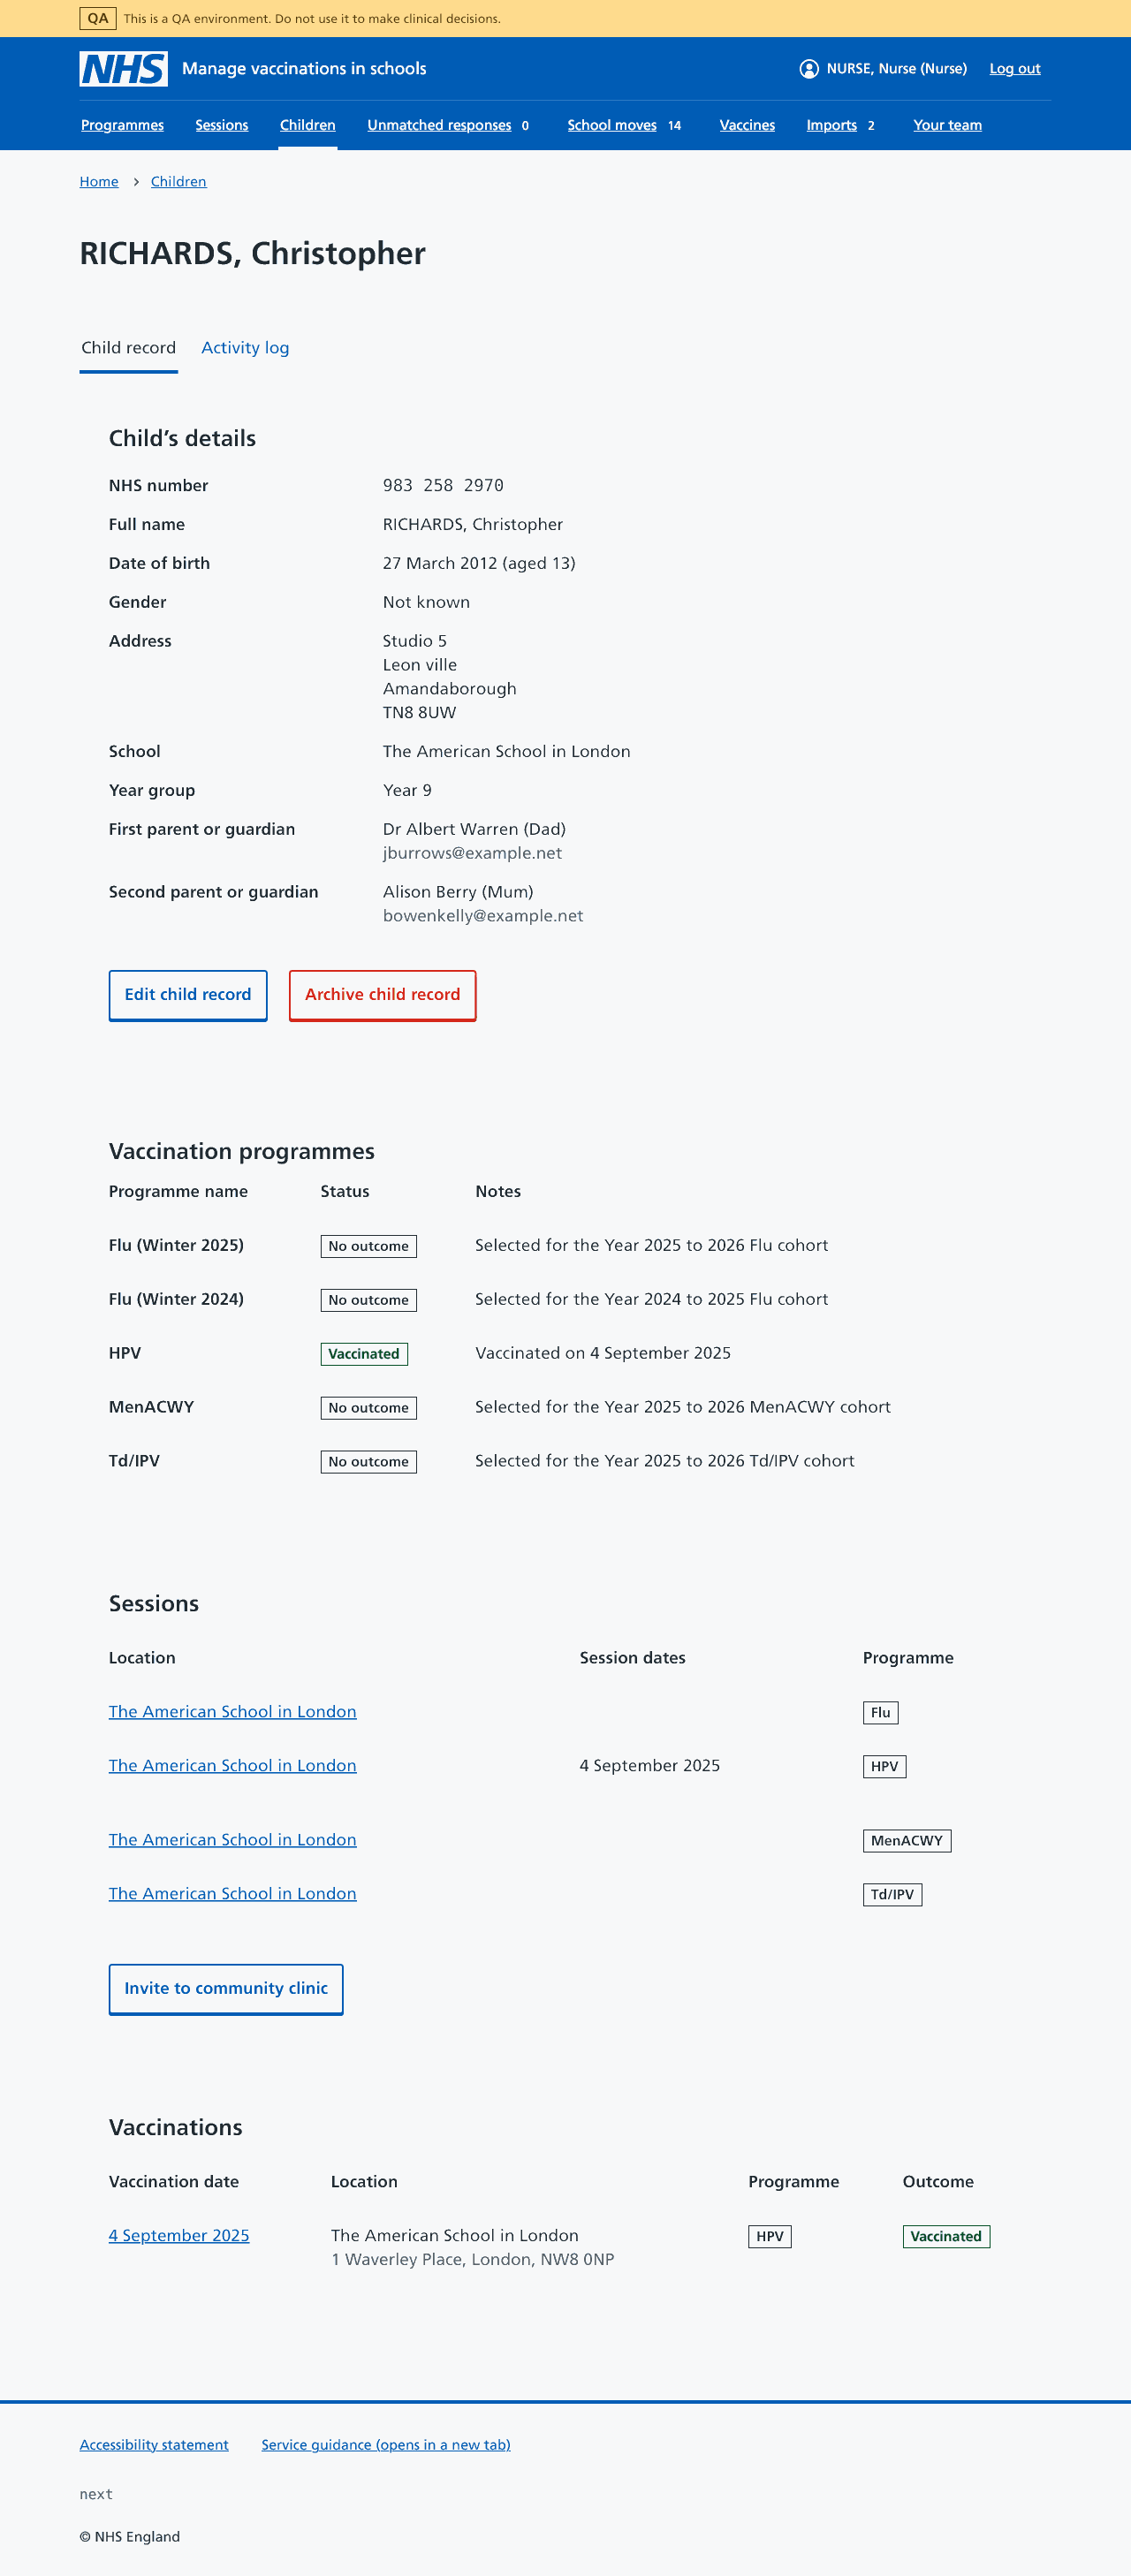 QA This is a QA environment. Do not use it to make clinical decisions.
NHS Manage vaccinations in schools NURSE, Nurse (Nurse) Log out
Programmes Sessions Children Unmatched responses 0 School moves 14 Vaccines Imports 2 Your team
Home › Children
RICHARDS, Christopher
Child record Activity log
Child’s details
NHS number 983 258 2970
Full name RICHARDS, Christopher
Date of birth 27 March 2012 (aged 13)
Gender Not known
Address Studio 5
Leon ville
Amandaborough
TN8 8UW
School The American School in London
Year group Year 9
First parent or guardian Dr Albert Warren (Dad)
jburrows@example.net
Second parent or guardian Alison Berry (Mum)
bowenkelly@example.net
Edit child record Archive child record
Vaccination programmes
Programme name Status Notes
Flu (Winter 2025) No outcome Selected for the Year 2025 to 2026 Flu cohort
Flu (Winter 2024) No outcome Selected for the Year 2024 to 2025 Flu cohort
HPV Vaccinated Vaccinated on 4 September 2025
MenACWY No outcome Selected for the Year 2025 to 2026 MenACWY cohort
Td/IPV No outcome Selected for the Year 2025 to 2026 Td/IPV cohort
Sessions
Location Session dates Programme
The American School in London Flu
The American School in London 4 September 2025 HPV
The American School in London MenACWY
The American School in London Td/IPV
Invite to community clinic
Vaccinations
Vaccination date Location Programme Outcome
4 September 2025 The American School in London HPV Vaccinated
1 Waverley Place, London, NW8 0NP
Accessibility statement Service guidance (opens in a new tab)
next
© NHS England